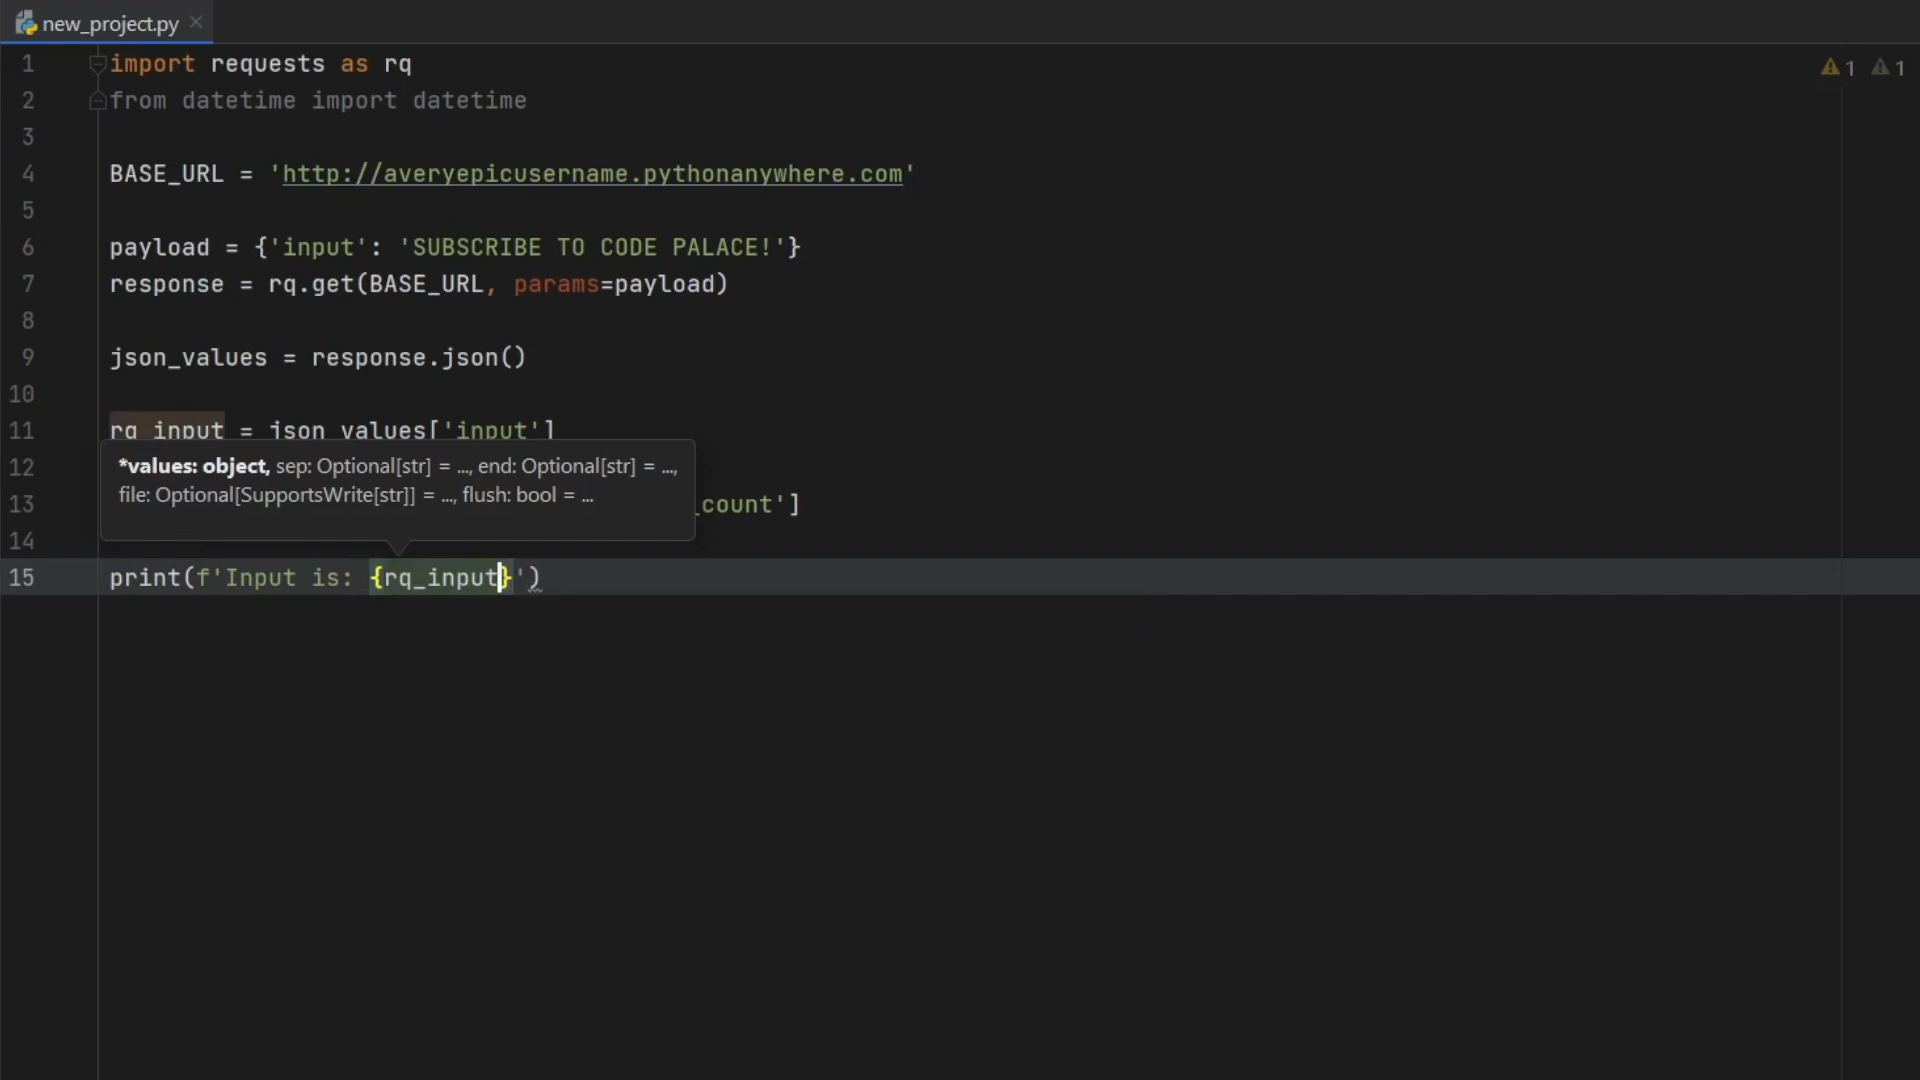 new_project.py
1 import requests as rq
2 from datetime import datetime
3
4 BASE_URL = 'http://averyepicusername.pythonanywhere.com'
5
6 payload = {'input': 'SUBSCRIBE TO CODE PALACE!'}
7 response = rq.get(BASE_URL, params=payload)
8
9 json_values = response.json()
10
11 rq_input = json_values['input']
*values: object, sep: Optional[str] = ..., end: Optional[str] = ...,
file: Optional[SupportsWrite[str]] = ..., flush: bool = ...
12
13 _count']
14
15 print(f'Input is: {rq_input}')
1 1